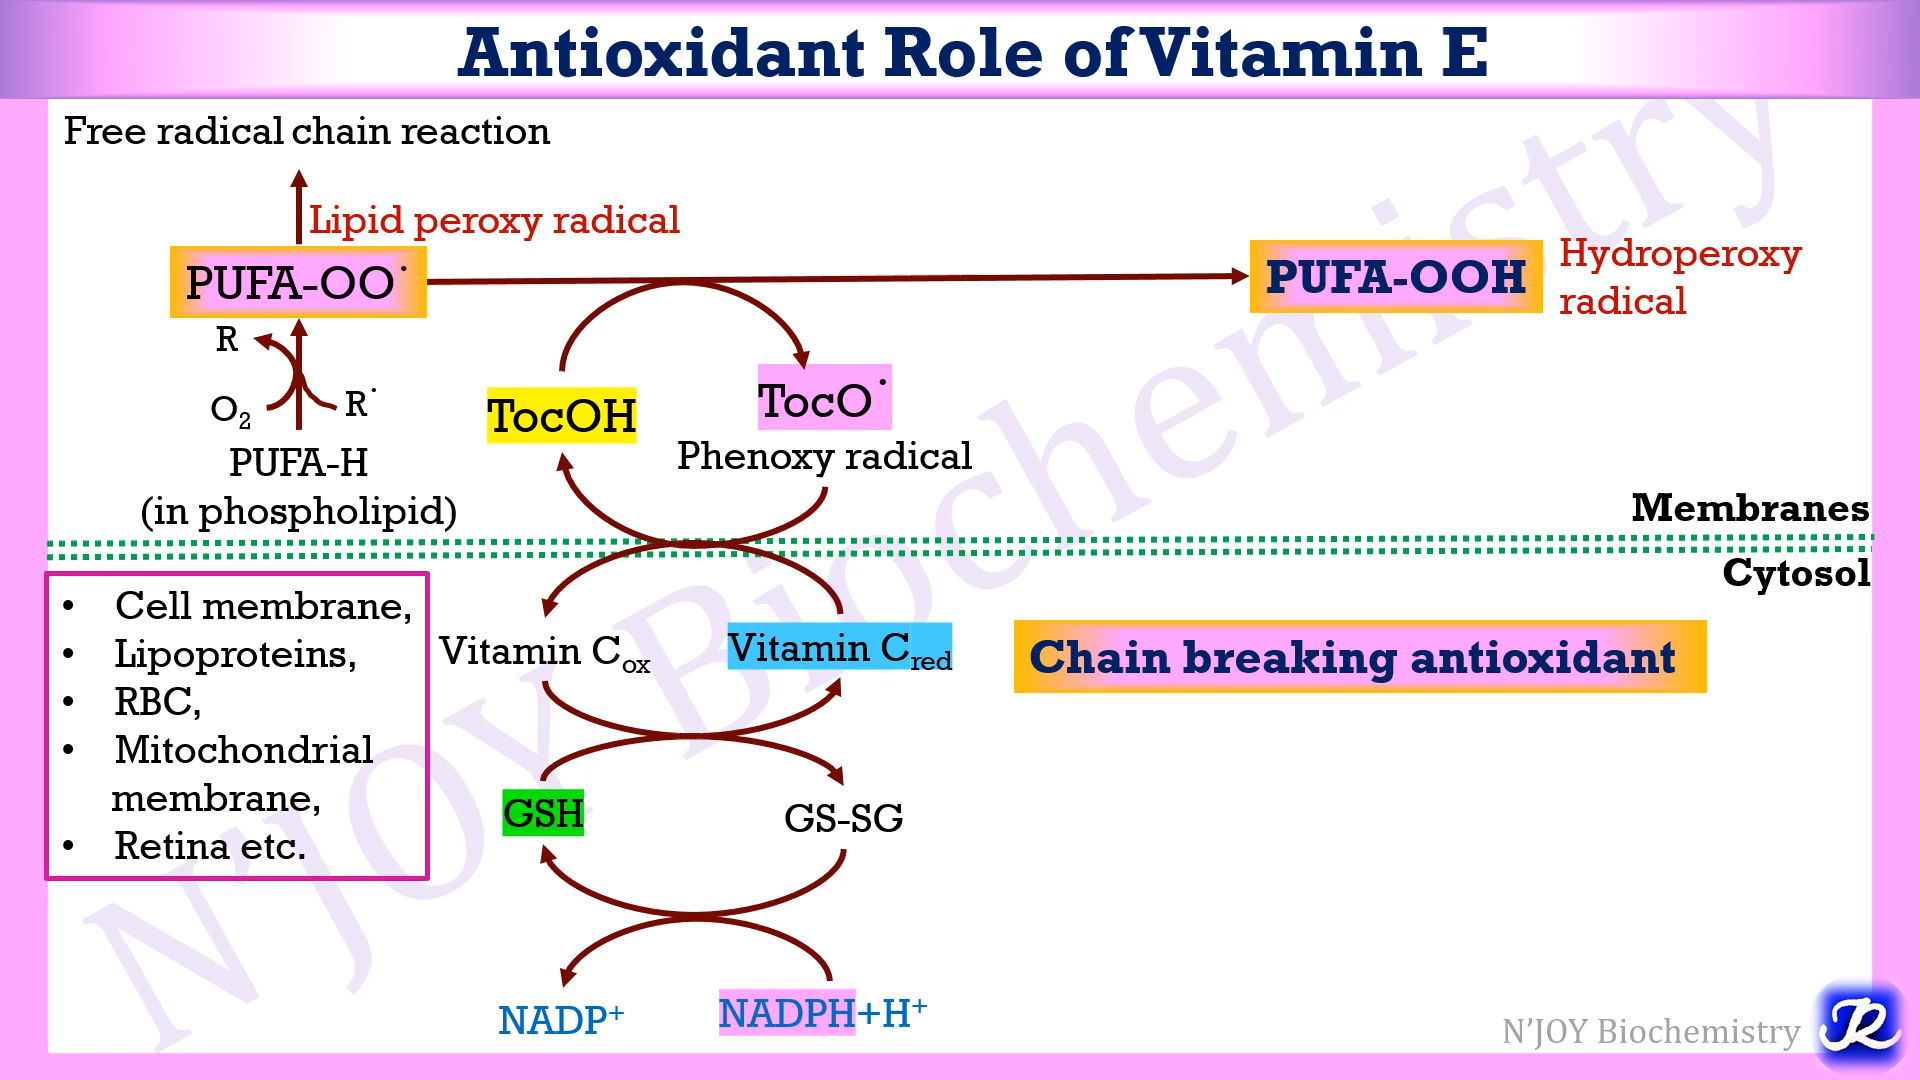 Antioxidant Role of Vitamin E
Free radical chain reaction
Lipid peroxy radical
PUFA-OO˙
PUFA-OOH
Hydroperoxy
radical
R
O₂
R˙
PUFA-H
(in phospholipid)
TocOH
TocO˙
Phenoxy radical
Membranes
Cytosol
• Cell membrane,
• Lipoproteins,
• RBC,
• Mitochondrial
membrane,
• Retina etc.
Vitamin Cox
Vitamin Cred
Chain breaking antioxidant
GSH
GS-SG
NADP⁺
NADPH+H⁺
N'JOY Biochemistry
N'JOY Biochemistry
R